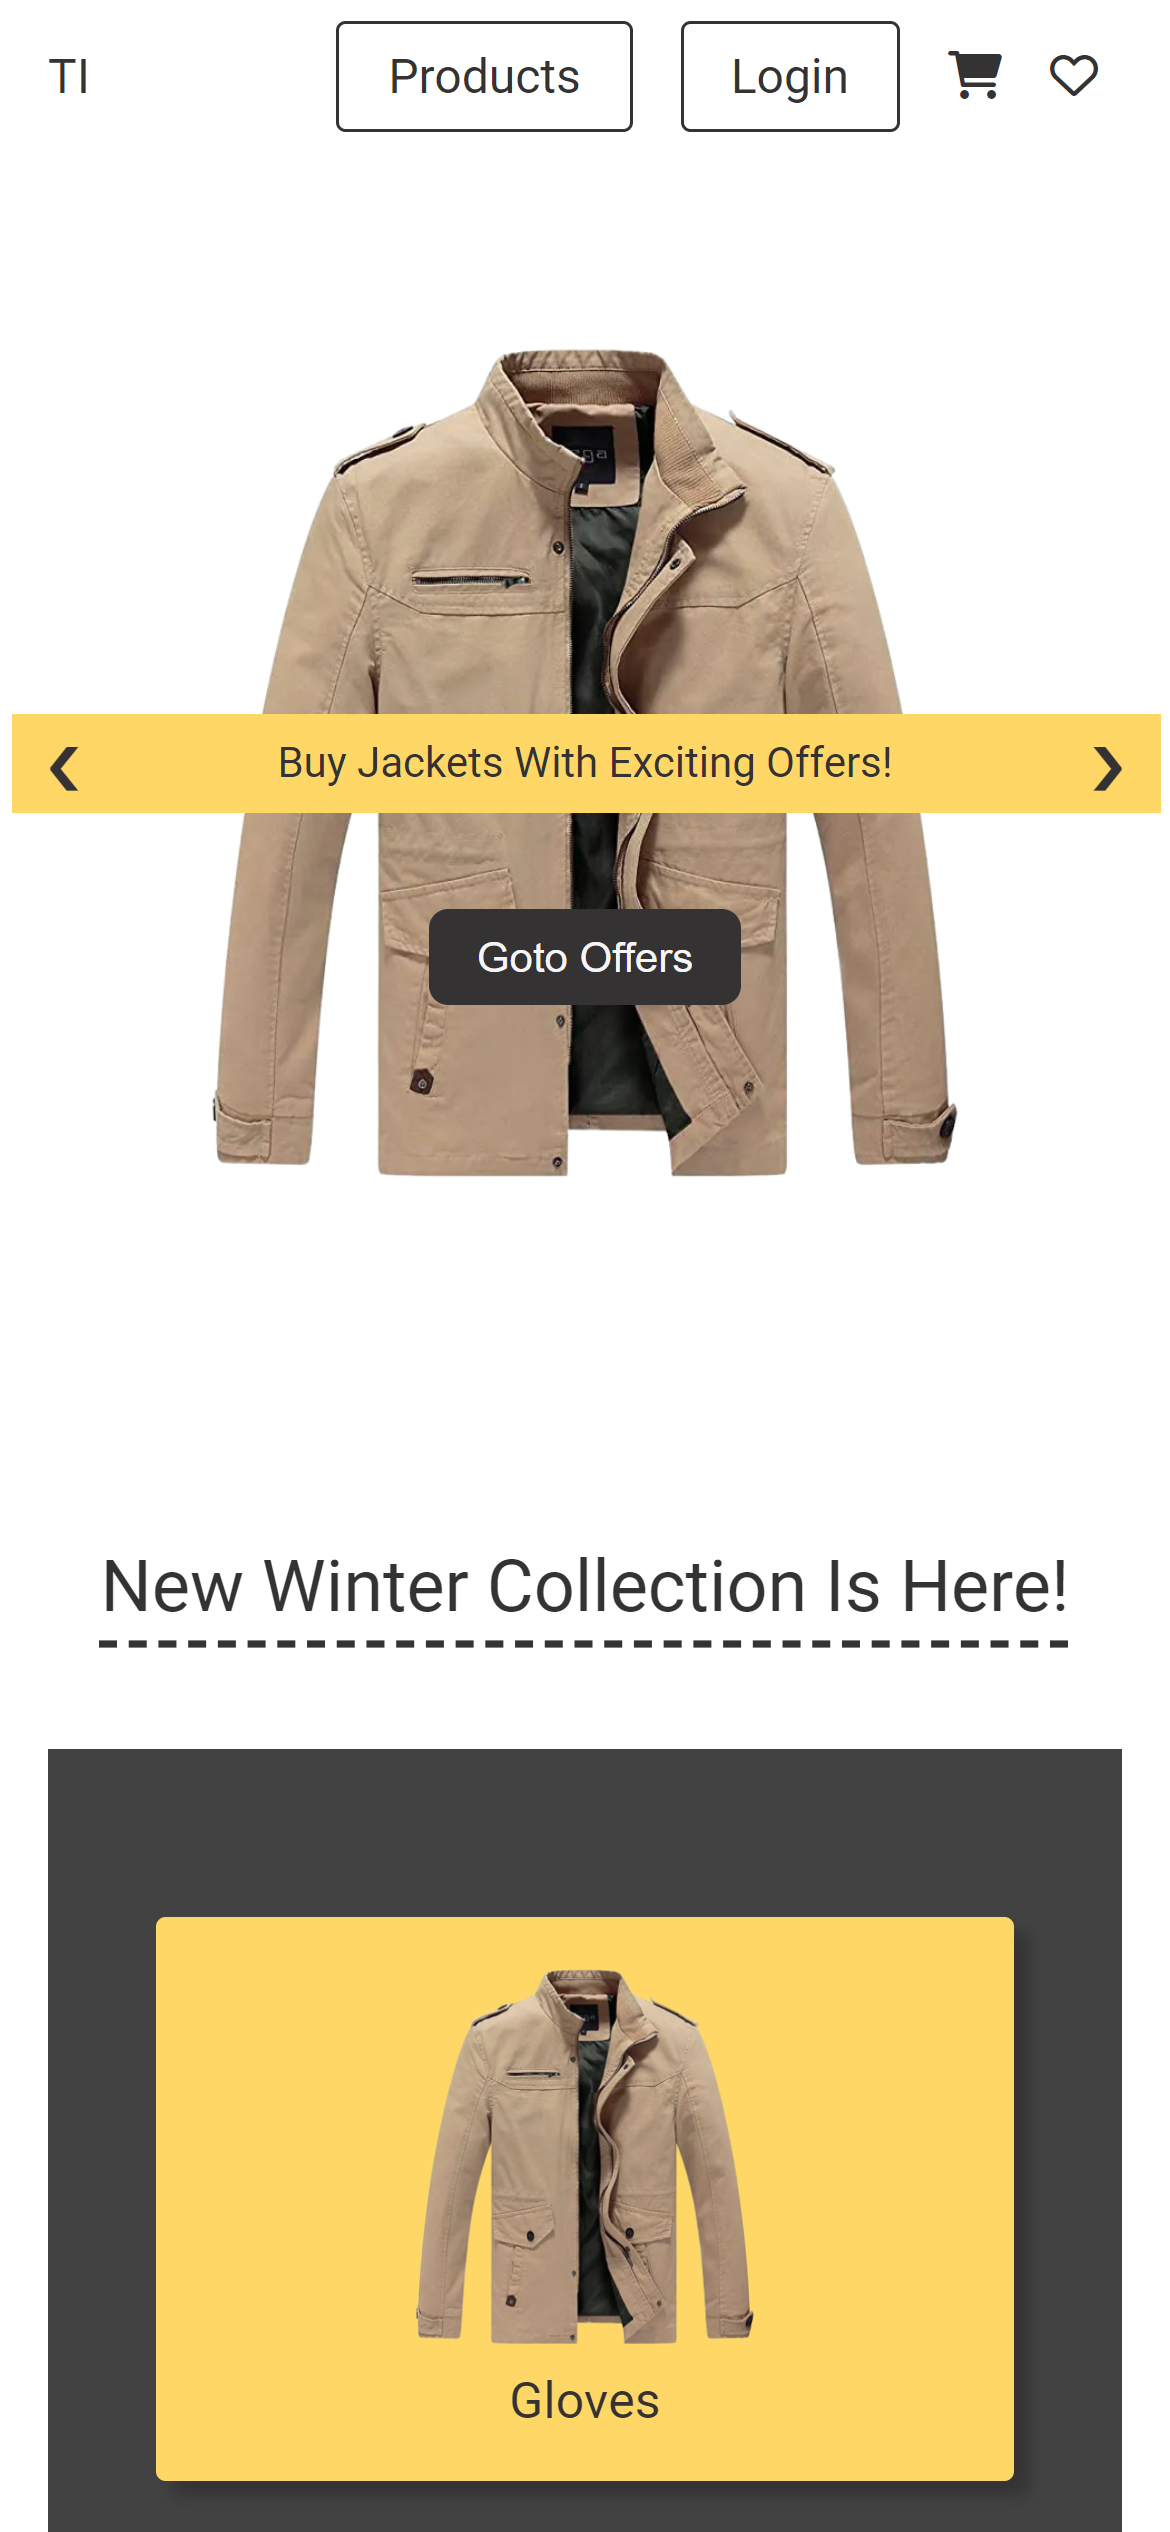 TI
Products
Login
Buy Jackets With Exciting Offers!
Goto Offers
New Winter Collection Is Here!
Gloves